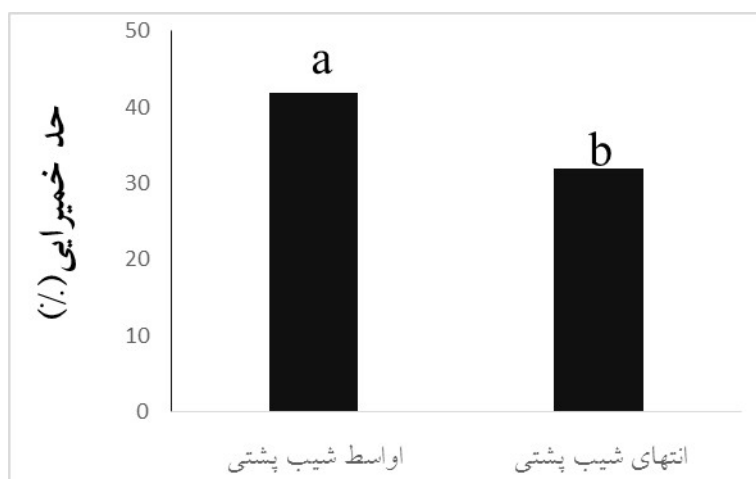 50
40
30
20
10
0
حد خمیرایی(٪)
a
b
اواسط شیب پشتی
انتهای شیب پشتی